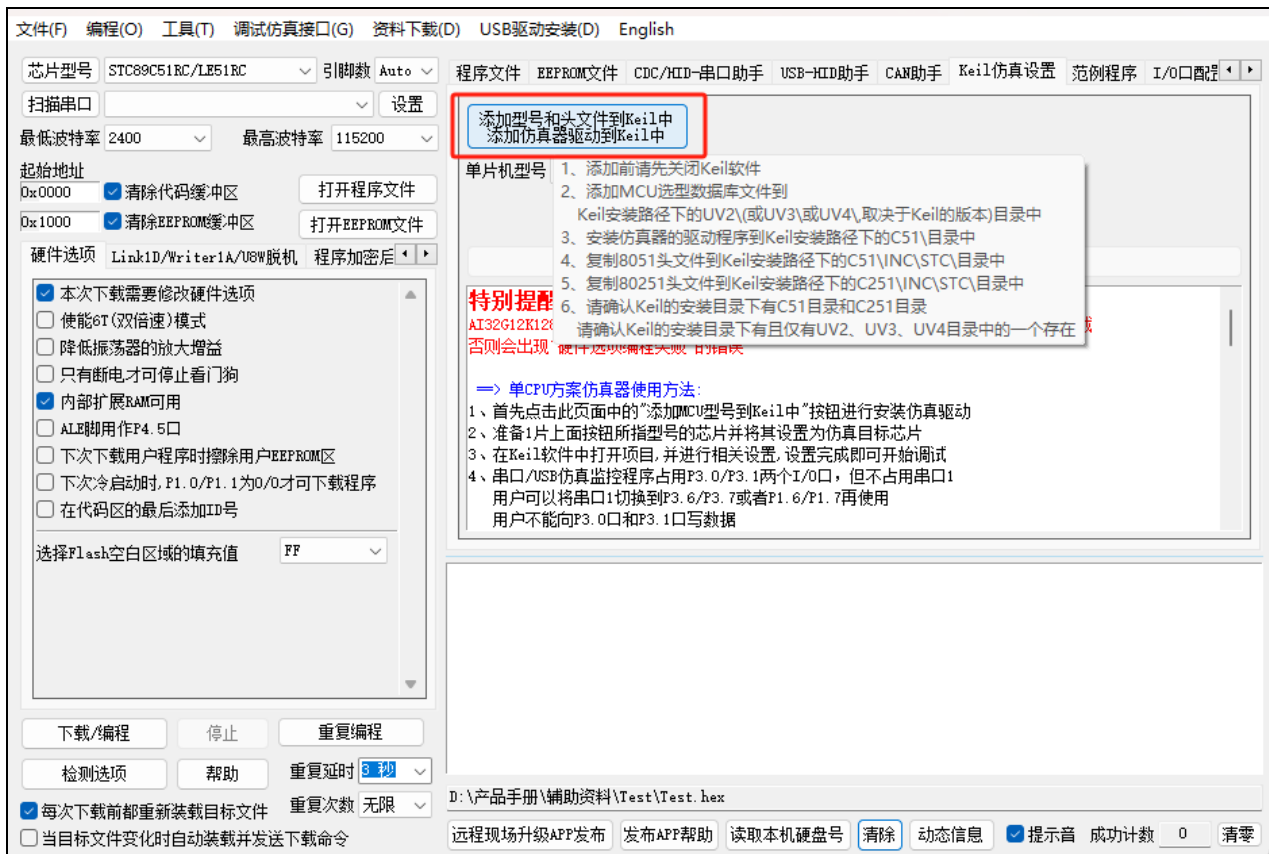 文件(F) 编程(O) 工具(T) 调试仿真接口(G) 资料下载(D) USB驱动安装(D) English
芯片型号 STC89C51RC/LE51RC 引脚数 Auto
扫描串口 设置
最低波特率 2400 最高波特率 115200
起始地址
0x0000 清除代码缓冲区 打开程序文件
0x1000 清除EEPROM缓冲区 打开EEPROM文件
硬件选项 Link1D/Writer1A/U8W脱机 程序加密后
本次下载需要修改硬件选项
使能6T(双倍速)模式
降低振荡器的放大增益
只有断电才可停止看门狗
内部扩展RAM可用
ALE脚用作P4.5口
下次下载用户程序时擦除用户EEPROM区
下次冷启动时,P1.0/P1.1为0/0才可下载程序
在代码区的最后添加ID号
选择Flash空白区域的填充值 FF
下载/编程 停止 重复编程
检测选项 帮助 重复延时 3 秒
每次下载前都重新装载目标文件 重复次数 无限
当目标文件变化时自动装载并发送下载命令
程序文件 EEPROM文件 CDC/HID-串口助手 USB-HID助手 CAN助手 Keil仿真设置 范例程序 I/O口配
添加型号和头文件到Keil中
添加仿真器驱动到Keil中
单片机型号
1、添加前请先关闭Keil软件
2、添加MCU选型数据库文件到
Keil安装路径下的UV2\(或UV3\或UV4\,取决于Keil的版本)目录中
3、安装仿真器的驱动程序到Keil安装路径下的C51\目录中
4、复制8051头文件到Keil安装路径下的C51\INC\STC\目录中
5、复制80251头文件到Keil安装路径下的C251\INC\STC\目录中
6、请确认Keil的安装目录下有C51目录和C251目录
请确认Keil的安装目录下有且仅有UV2、UV3、UV4目录中的一个存在
特别提醒
AI32G12K128
否则会出现"硬件选项编程失败"的错误
==> 单CPU方案仿真器使用方法:
1、首先点击此页面中的"添加MCU型号到Keil中"按钮进行安装仿真驱动
2、准备1片上面按钮所指型号的芯片并将其设置为仿真目标芯片
3、在Keil软件中打开项目,并进行相关设置,设置完成即可开始调试
4、串口/USB仿真监控程序占用P3.0/P3.1两个I/O口，但不占用串口1
用户可以将串口1切换到P3.6/P3.7或者P1.6/P1.7再使用
用户不能向P3.0口和P3.1口写数据
D:\产品手册\辅助资料\Test\Test.hex
远程现场升级APP发布 发布APP帮助 读取本机硬盘号 清除 动态信息 提示音 成功计数 0 清零